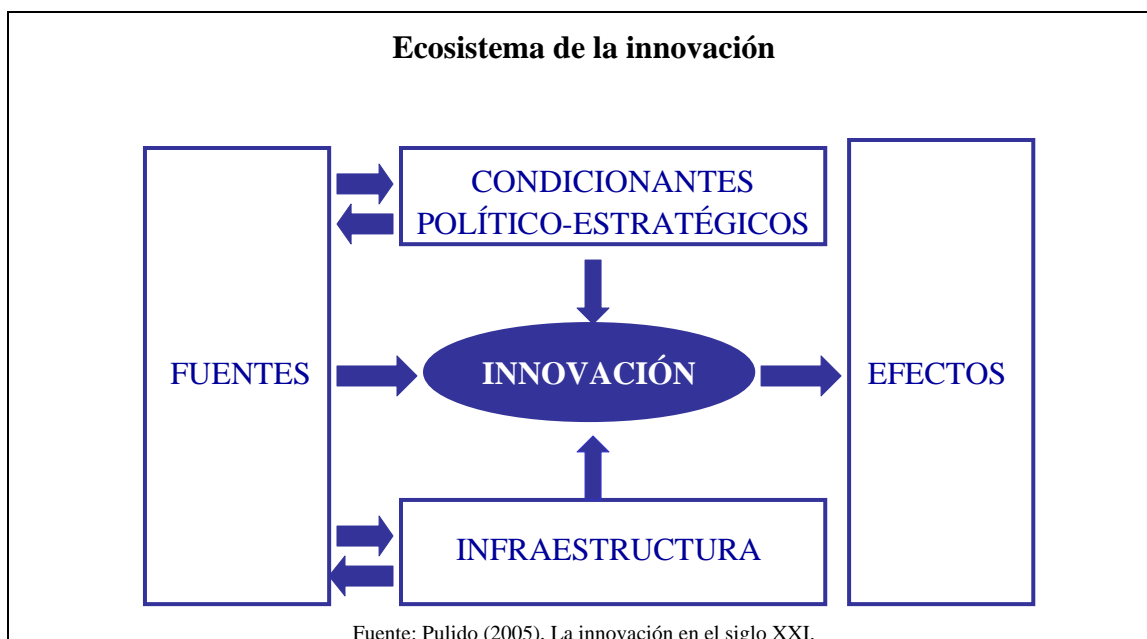 Ecosistema de la innovación
CONDICIONANTES
POLÍTICO-ESTRATÉGICOS
FUENTES
INNOVACIÓN
EFECTOS
INFRAESTRUCTURA
Fuente: Pulido (2005). La innovación en el siglo XXI.